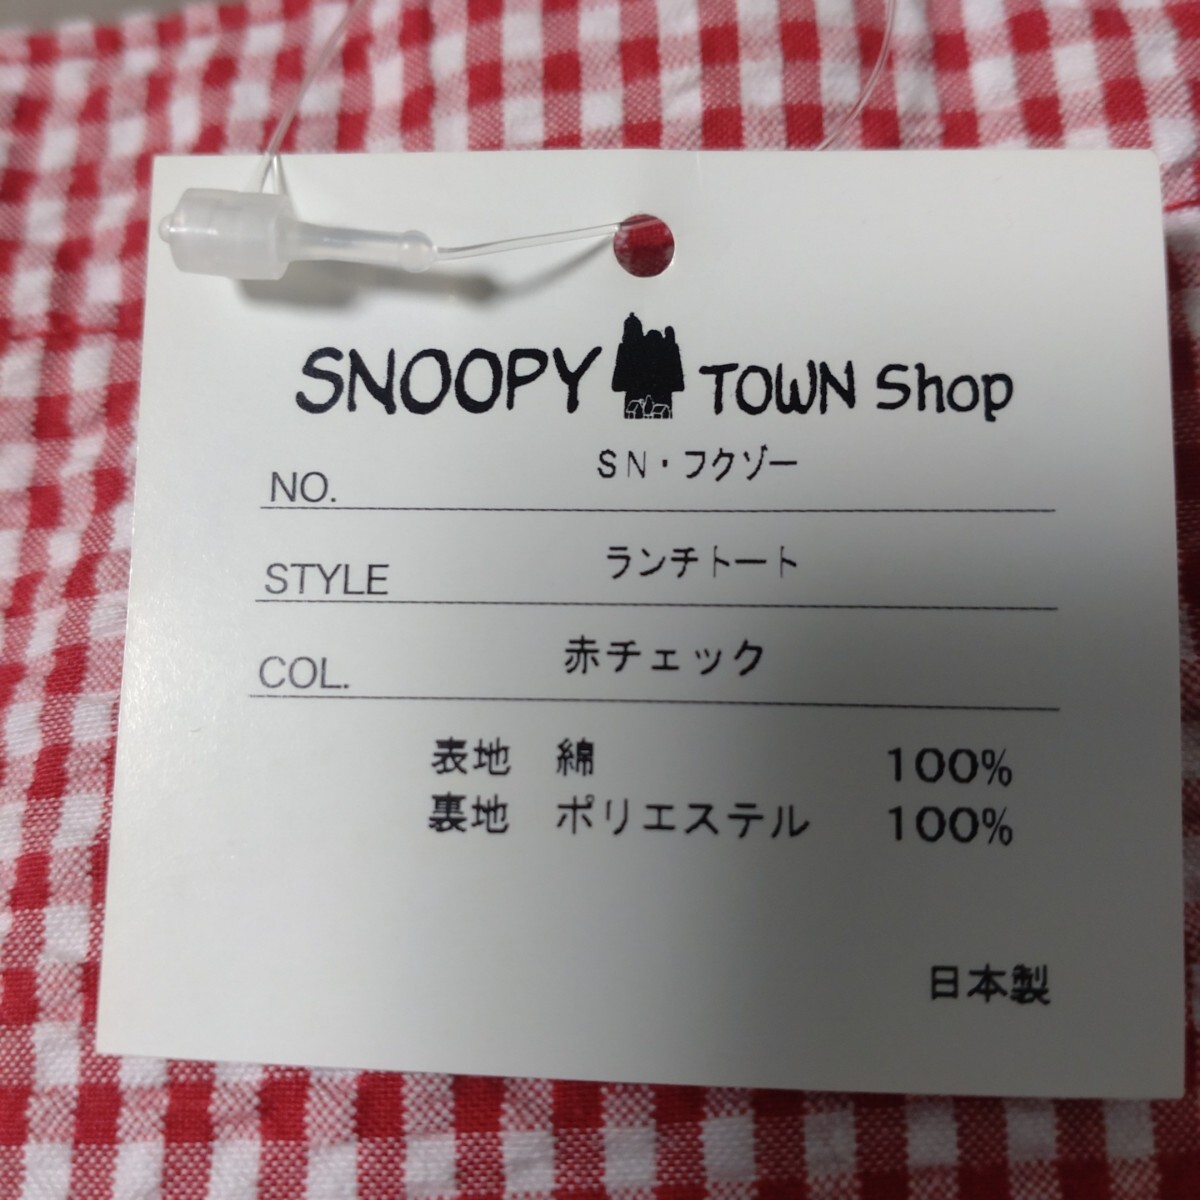 SNOOPY TOWN Shop
NO. SN・フクゾー
STYLE ランチトート
COL. 赤チェック
表地 綿 100%
裏地 ポリエステル 100%
日本製